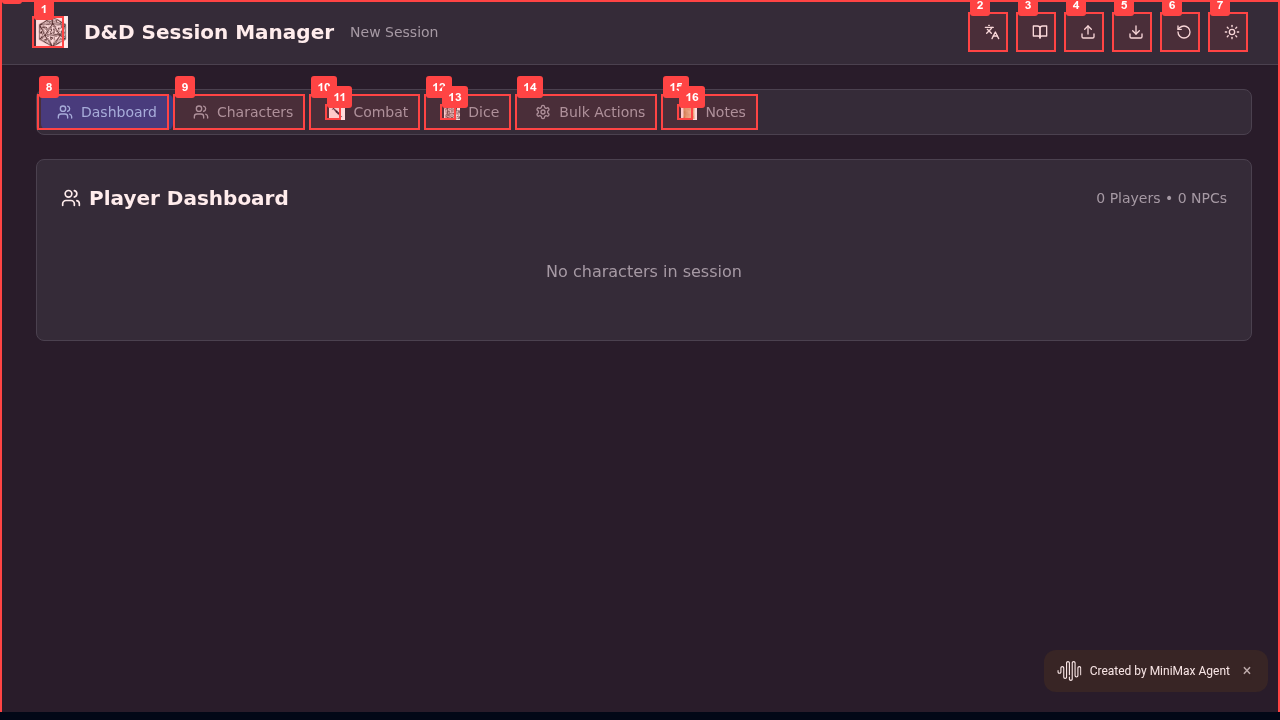 1
2
3
4
5
6
7
D&D Session Manager
New Session
8
9
10
11
12
13
14
15
16
Dashboard
Characters
Combat
Dice
Bulk Actions
Notes
Player Dashboard
0 Players • 0 NPCs
No characters in session
Created by MiniMax Agent ×